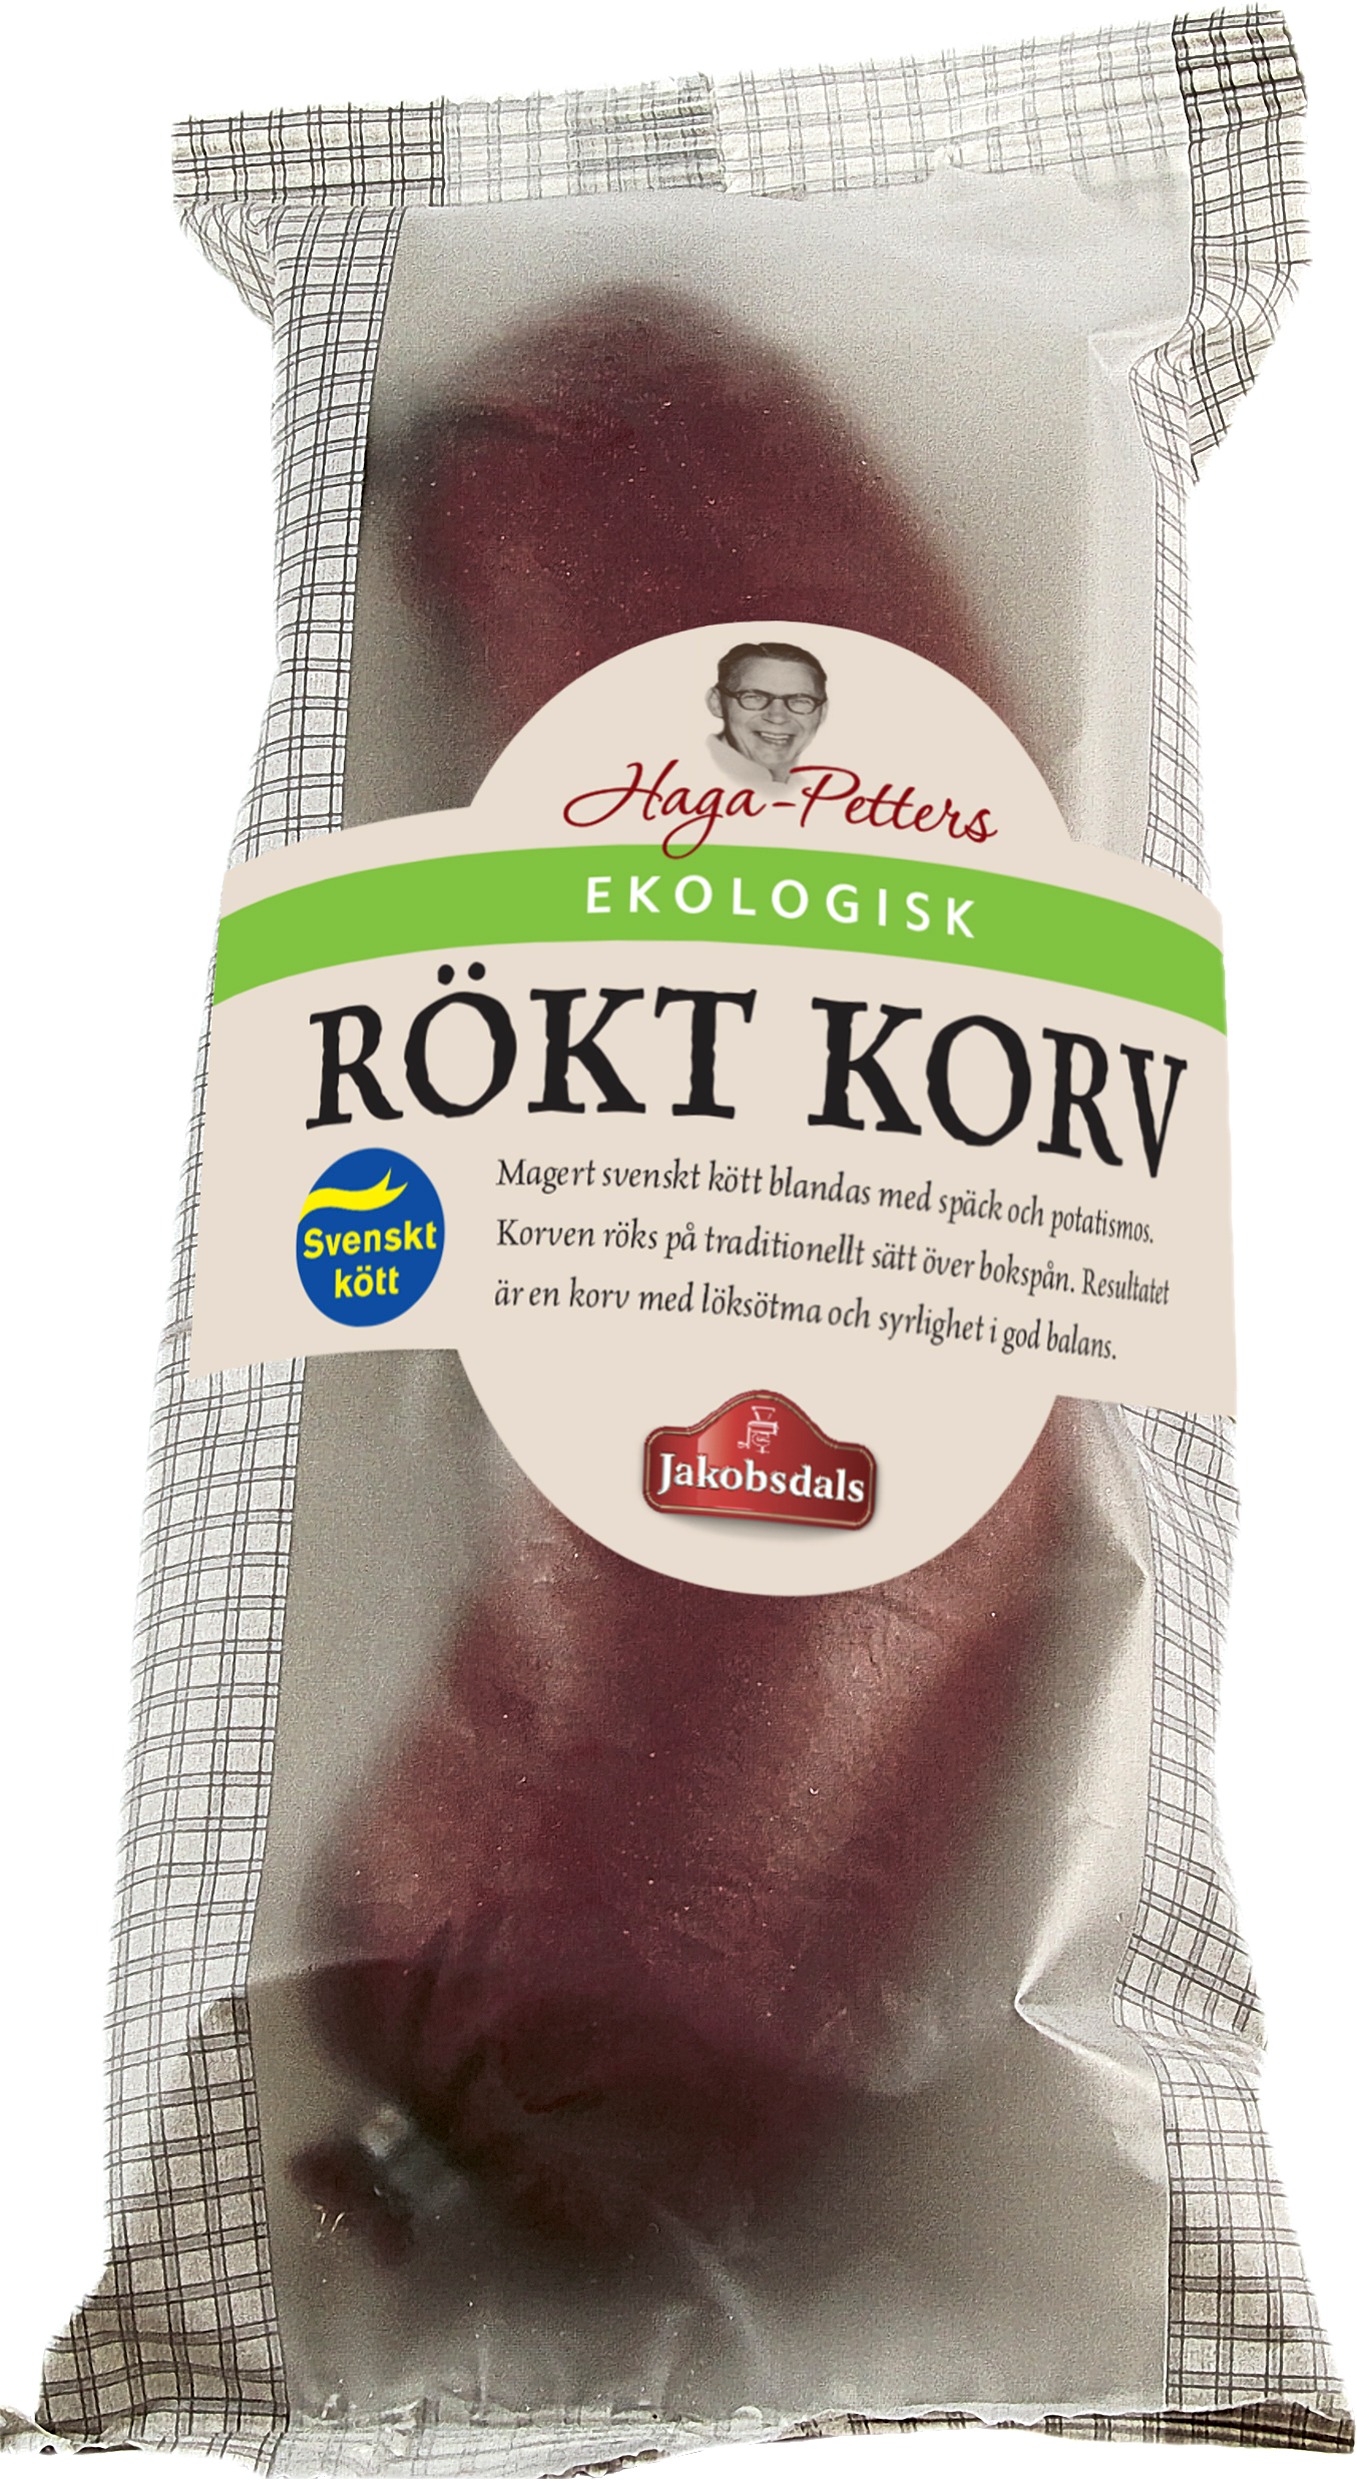 Haga-Petters
EKOLOGISK
RÖKT KORV
Svenskt
kött
Magert svenskt kött blandas med späck och potatismos.
Korven röks på traditionellt sätt över bokspån. Resultatet
är en korv med löksötma och syrlighet i god balans.
Jakobsdals